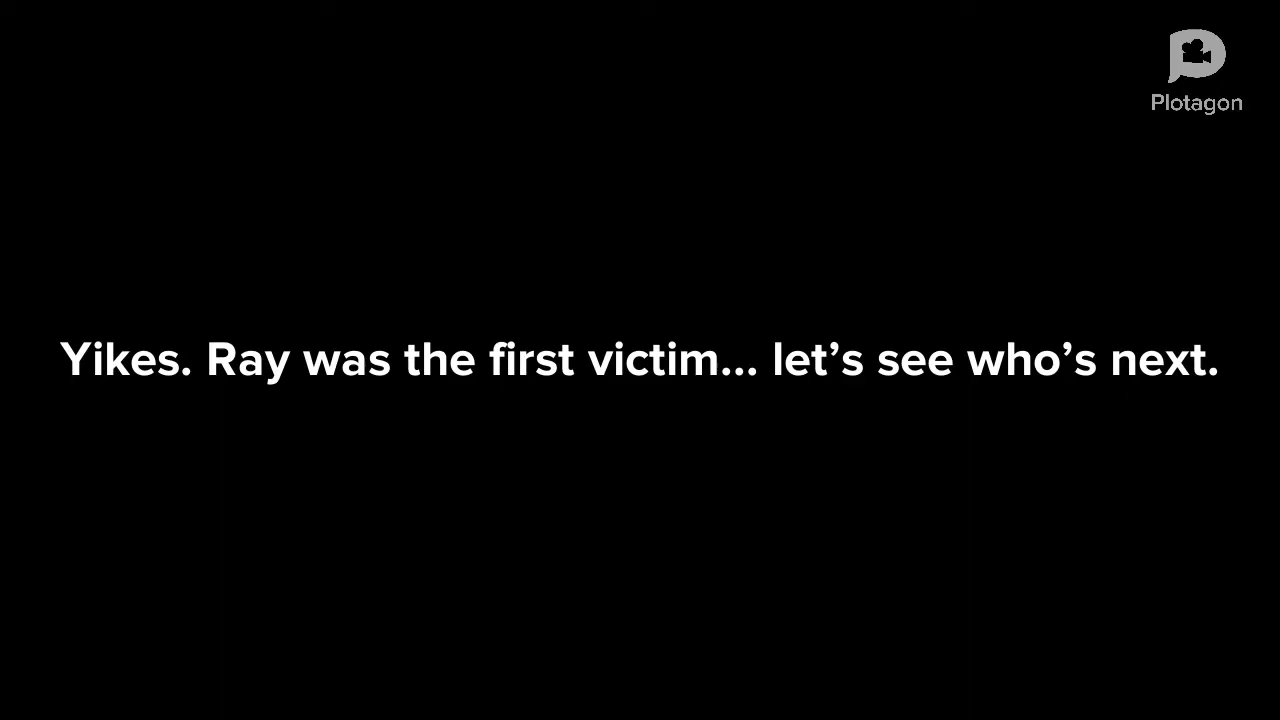 Plotagon
Yikes. Ray was the first victim... let’s see who’s next.